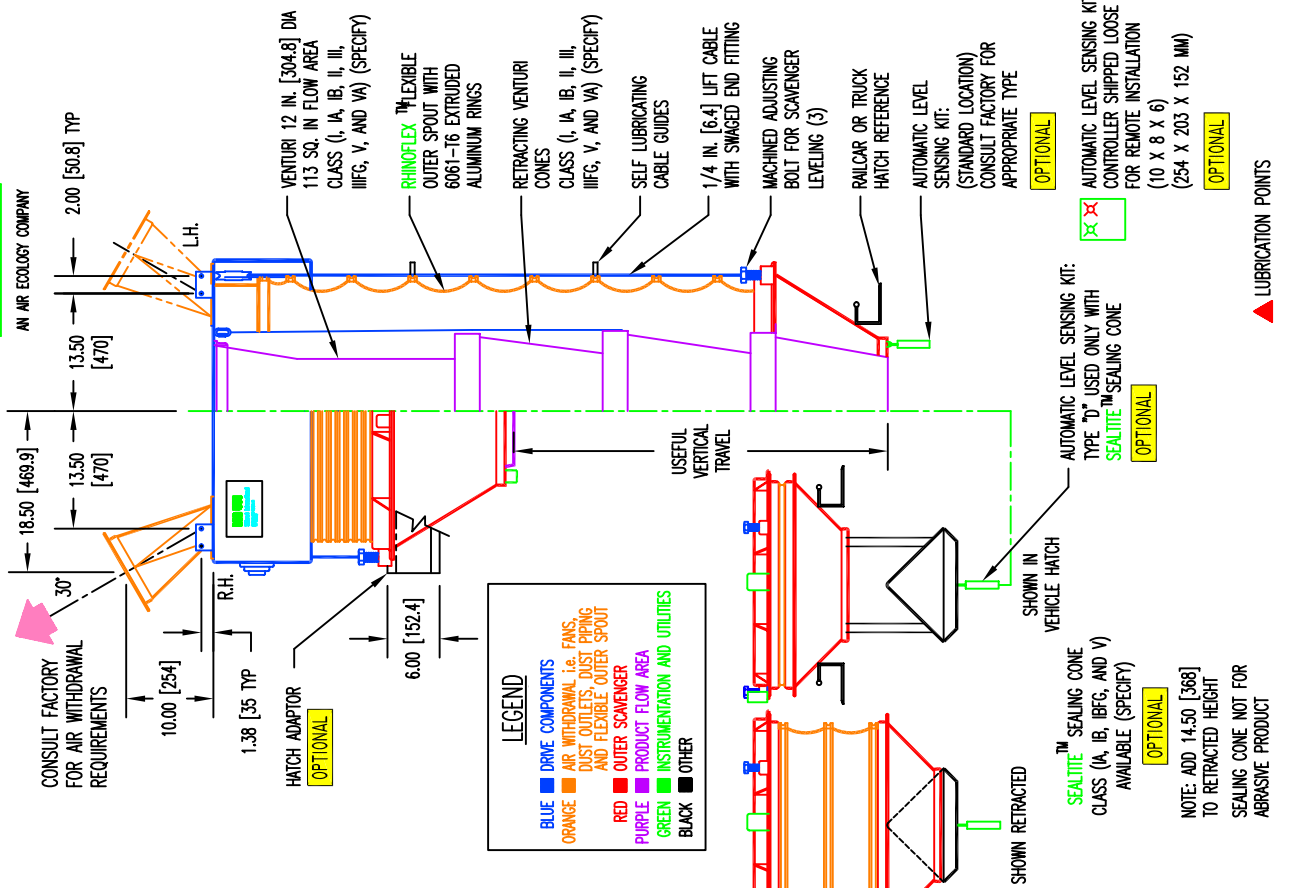 AN AIR ECOLOGY COMPANY
2.00 [50.8] TYP
13.50
[470]
18.50 [469.9]
13.50
[470]
L.H.
R.H.
30°
CONSULT FACTORY
FOR AIR WITHDRAWAL
REQUIREMENTS
10.00 [254]
1.38 [35 TYP
HATCH ADAPTOR
OPTIONAL
6.00 [152.4]
VENTURI 12 IN. [304.8] DIA
113 SQ. IN FLOW AREA
CLASS (I, IA, IB, II, III,
IIIFG, V, AND VA) (SPECIFY)
RHINOFLEX ™ FLEXIBLE
OUTER SPOUT WITH
6061-T6 EXTRUDED
ALUMINUM RINGS
RETRACTING VENTURI
CONES
CLASS (I, IA, IB, II, III,
IIIFG, V, AND VA) (SPECIFY)
SELF LUBRICATING
CABLE GUIDES
1/4 IN. [6.4] LIFT CABLE
WITH SWAGED END FITTING
MACHINED ADJUSTING
BOLT FOR SCAVENGER
LEVELING (3)
RAILCAR OR TRUCK
HATCH REFERENCE
AUTOMATIC LEVEL
SENSING KIT:
(STANDARD LOCATION)
CONSULT FACTORY FOR
APPROPRIATE TYPE
OPTIONAL
AUTOMATIC LEVEL SENSING KIT
CONTROLLER SHIPPED LOOSE
FOR REMOTE INSTALLATION
(10 X 8 X 6)
(254 X 203 X 152 MM)
OPTIONAL
USEFUL
VERTICAL
TRAVEL
AUTOMATIC LEVEL SENSING KIT:
TYPE "D" USED ONLY WITH
SEALTITE ™ SEALING CONE
OPTIONAL
LUBRICATION POINTS
LEGEND
BLUE DRIVE COMPONENTS
ORANGE AIR WITHDRAWAL i.e. FANS,
DUST OUTLETS, DUST PIPING
AND FLEXIBLE OUTER SPOUT
RED OUTER SCAVENGER
PURPLE PRODUCT FLOW AREA
GREEN INSTRUMENTATION AND UTILITIES
BLACK OTHER
SHOWN IN
VEHICLE HATCH
SHOWN RETRACTED
SEALTITE ™ SEALING CONE
CLASS (IA, IB, IBFG, AND V)
AVAILABLE (SPECIFY)
OPTIONAL
NOTE: ADD 14.50 [368]
TO RETRACTED HEIGHT
SEALING CONE NOT FOR
ABRASIVE PRODUCT